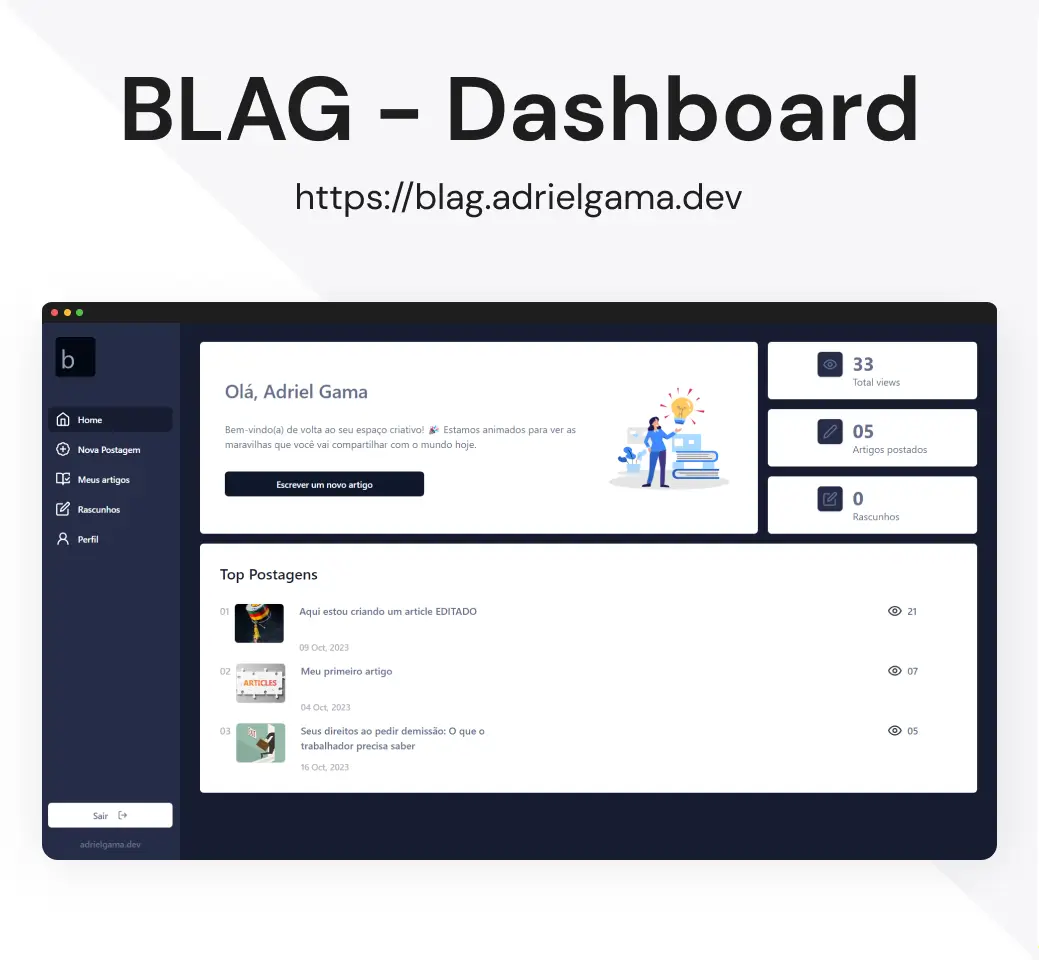 BLAG - Dashboard
https://blag.adrielgama.dev
b
Home
Nova Postagem
Meus artigos
Rascunhos
Perfil
Sair
adrielgama.dev
Olá, Adriel Gama
Bem-vindo(a) de volta ao seu espaço criativo! 🎉 Estamos animados para ver as
maravilhas que você vai compartilhar com o mundo hoje.
Escrever um novo artigo
33
Total views
05
Artigos postados
0
Rascunhos
Top Postagens
01
Aqui estou criando um article EDITADO
21
09 Oct, 2023
02
ARTICLES
Meu primeiro artigo
07
04 Oct, 2023
03
Seus direitos ao pedir demissão: O que o
trabalhador precisa saber
05
16 Oct, 2023